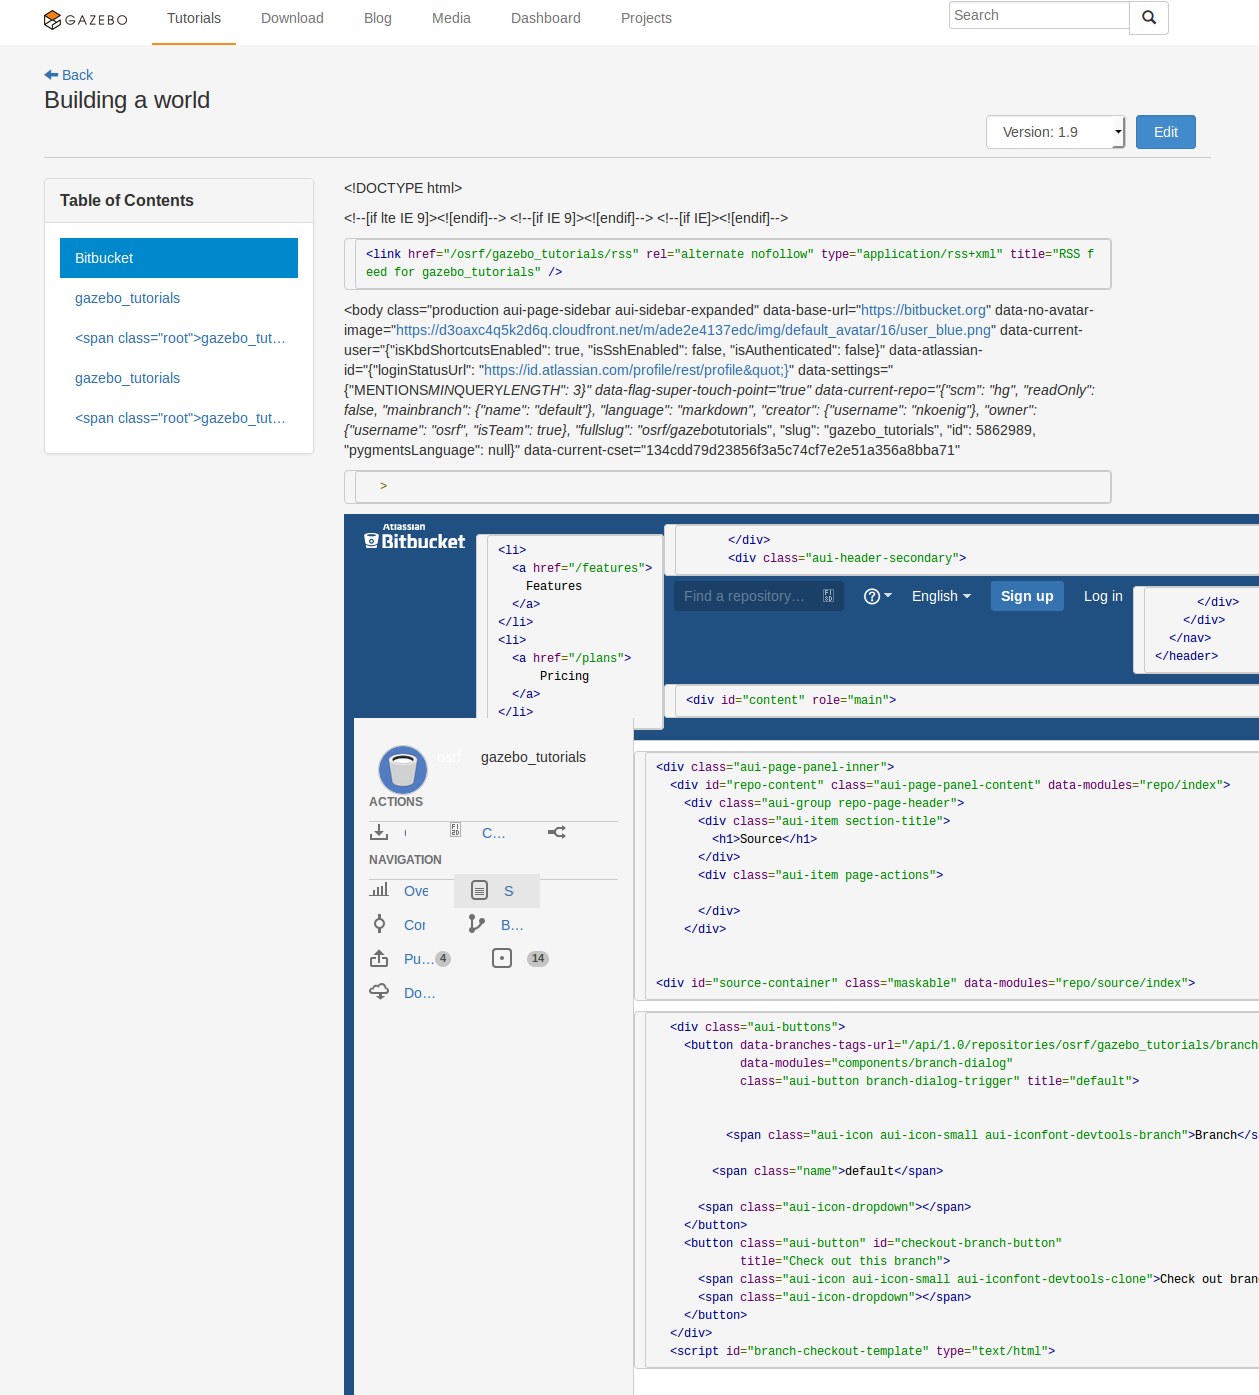 GAZEBO Tutorials Download Blog Media Dashboard Projects Search
Back
Building a world
Version: 1.9 Edit
Table of Contents
Bitbucket
gazebo_tutorials
<span class="root">gazebo_tut...
gazebo_tutorials
<span class="root">gazebo_tut...
<!DOCTYPE html>
<!--[if lte IE 9]><![endif]--> <!--[if IE 9]><![endif]--> <!--[if IE]><![endif]-->
<link href="/osrf/gazebo_tutorials/rss" rel="alternate nofollow" type="application/rss+xml" title="RSS f
eed for gazebo_tutorials" />
<body class="production aui-page-sidebar aui-sidebar-expanded" data-base-url="https://bitbucket.org" data-no-avatar-
image="https://d3oaxc4q5k2d6q.cloudfront.net/m/ade2e4137edc/img/default_avatar/16/user_blue.png" data-current-
user="{"isKbdShortcutsEnabled": true, "isSshEnabled": false, "isAuthenticated": false}" data-atlassian-
id="{"loginStatusUrl": "https://id.atlassian.com/profile/rest/profile&quot;}" data-settings="
{"MENTIONSMINQUERYLENGTH": 3}" data-flag-super-touch-point="true" data-current-repo="{"scm": "hg", "readOnly":
false, "mainbranch": {"name": "default"}, "language": "markdown", "creator": {"username": "nkoenig"}, "owner":
{"username": "osrf", "isTeam": true}, "fullslug": "osrf/gazebotutorials", "slug": "gazebo_tutorials", "id": 5862989,
"pygmentsLanguage": null}" data-current-cset="134cdd79d23856f3a5c74cf7e2e51a356a8bba71"
>
Atlassian
Bitbucket
<li>
<a href="/features">
Features
</a>
</li>
<li>
<a href="/plans">
Pricing
</a>
</li>
</div>
<div class="aui-header-secondary">
Find a repository... English Sign up Log in
</div>
</div>
</nav>
</header>
<div id="content" role="main">
osrf gazebo_tutorials
ACTIONS
C...
NAVIGATION
Ove S
Cor B...
Pu... 4 14
Do...
<div class="aui-page-panel-inner">
<div id="repo-content" class="aui-page-panel-content" data-modules="repo/index">
<div class="aui-group repo-page-header">
<div class="aui-item section-title">
<h1>Source</h1>
</div>
<div class="aui-item page-actions">
</div>
</div>
<div id="source-container" class="maskable" data-modules="repo/source/index">
<div class="aui-buttons">
<button data-branches-tags-url="/api/1.0/repositories/osrf/gazebo_tutorials/branch
data-modules="components/branch-dialog"
class="aui-button branch-dialog-trigger" title="default">
<span class="aui-icon aui-icon-small aui-iconfont-devtools-branch">Branch</s
<span class="name">default</span>
<span class="aui-icon-dropdown"></span>
</button>
<button class="aui-button" id="checkout-branch-button"
title="Check out this branch">
<span class="aui-icon aui-icon-small aui-iconfont-devtools-clone">Check out bran
<span class="aui-icon-dropdown"></span>
</button>
</div>
<script id="branch-checkout-template" type="text/html">